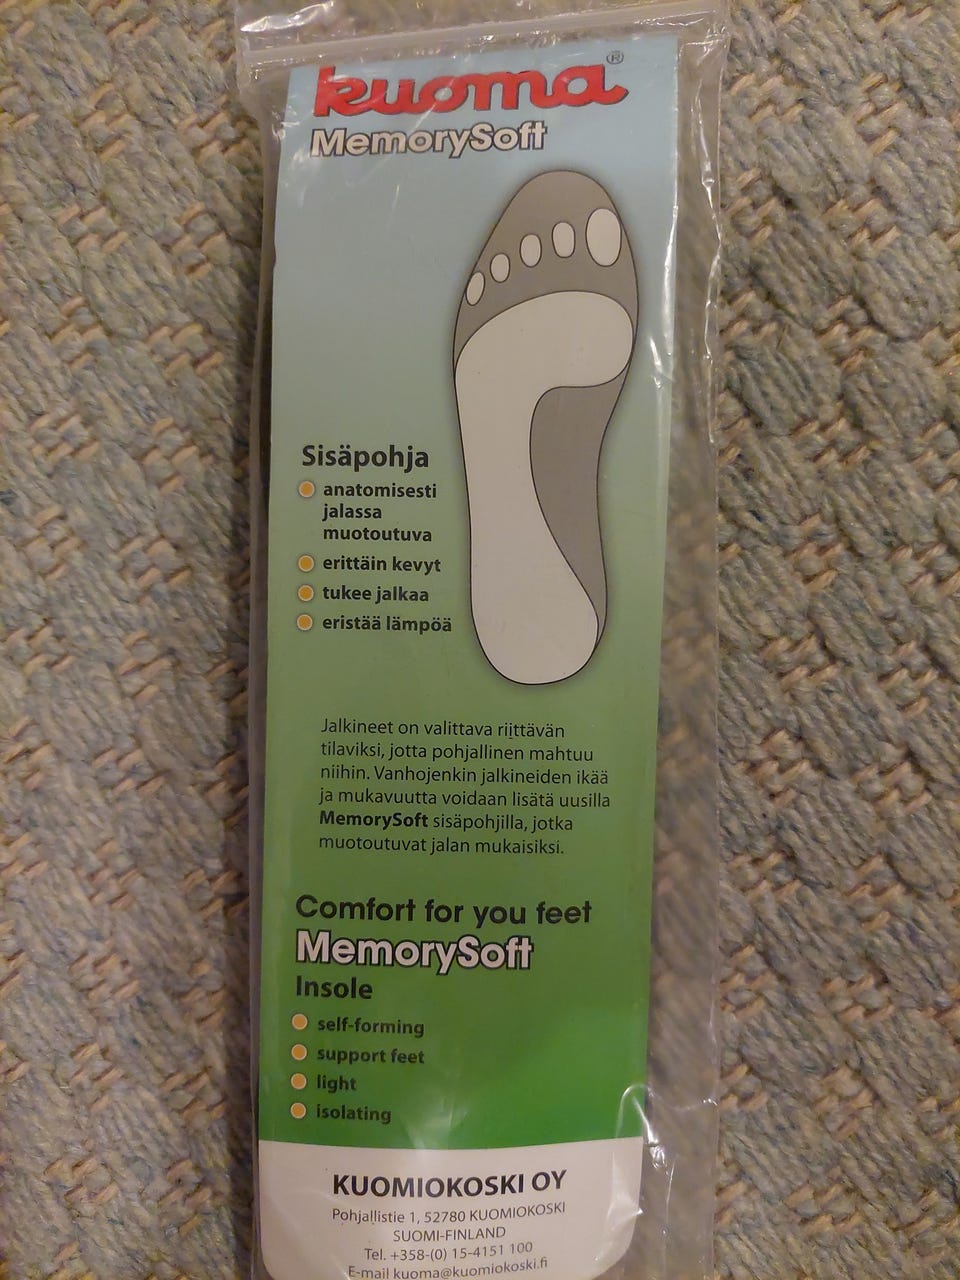 kuoma®
MemorySoft
Sisäpohja
anatomisesti
jalassa
muotoutuva
erittäin kevyt
tukee jalkaa
eristää lämpöä
Jalkineet on valittava riittävän
tilaviksi, jotta pohjallinen mahtuu
niihin. Vanhojenkin jalkineiden ikää
ja mukavuutta voidaan lisätä uusilla
MemorySoft sisäpohjilla, jotka
muotoutuvat jalan mukaisiksi.
Comfort for you feet
MemorySoft
Insole
self-forming
support feet
light
isolating
KUOMIOKOSKI OY
Pohjallistie 1, 52780 KUOMIOKOSKI
SUOMI-FINLAND
Tel. +358-(0) 15-4151 100
E-mail kuoma@kuomiokoski.fi